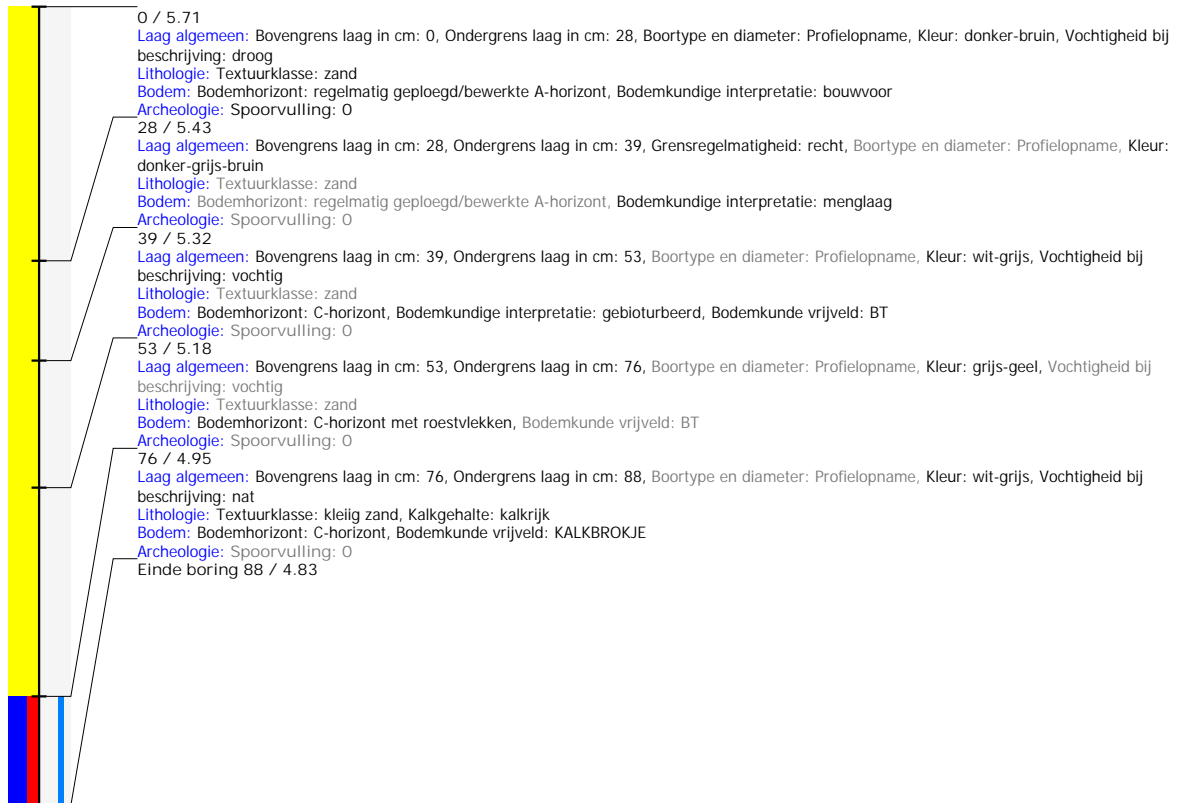 0 / 5.71
Laag algemeen: Bovengrens laag in cm: 0, Ondergrens laag in cm: 28, Boortype en diameter: Profielopname, Kleur: donker-bruin, Vochtigheid bij
beschrijving: droog
Lithologie: Textuurklasse: zand
Bodem: Bodemhorizont: regelmatig geploegd/bewerkte A-horizont, Bodemkundige interpretatie: bouwvoor
Archeologie: Spoorvulling: 0
28 / 5.43
Laag algemeen: Bovengrens laag in cm: 28, Ondergrens laag in cm: 39, Grensregelmatigheid: recht, Boortype en diameter: Profielopname, Kleur:
donker-grijs-bruin
Lithologie: Textuurklasse: zand
Bodem: Bodemhorizont: regelmatig geploegd/bewerkte A-horizont, Bodemkundige interpretatie: menglaag
Archeologie: Spoorvulling: 0
39 / 5.32
Laag algemeen: Bovengrens laag in cm: 39, Ondergrens laag in cm: 53, Boortype en diameter: Profielopname, Kleur: wit-grijs, Vochtigheid bij
beschrijving: vochtig
Lithologie: Textuurklasse: zand
Bodem: Bodemhorizont: C-horizont, Bodemkundige interpretatie: gebioturbeerd, Bodemkunde vrijveld: BT
Archeologie: Spoorvulling: 0
53 / 5.18
Laag algemeen: Bovengrens laag in cm: 53, Ondergrens laag in cm: 76, Boortype en diameter: Profielopname, Kleur: grijs-geel, Vochtigheid bij
beschrijving: vochtig
Lithologie: Textuurklasse: zand
Bodem: Bodemhorizont: C-horizont met roestvlekken, Bodemkunde vrijveld: BT
Archeologie: Spoorvulling: 0
76 / 4.95
Laag algemeen: Bovengrens laag in cm: 76, Ondergrens laag in cm: 88, Boortype en diameter: Profielopname, Kleur: wit-grijs, Vochtigheid bij
beschrijving: nat
Lithologie: Textuurklasse: kleiig zand, Kalkgehalte: kalkrijk
Bodem: Bodemhorizont: C-horizont, Bodemkunde vrijveld: KALKBROKJE
Archeologie: Spoorvulling: 0
Einde boring 88 / 4.83